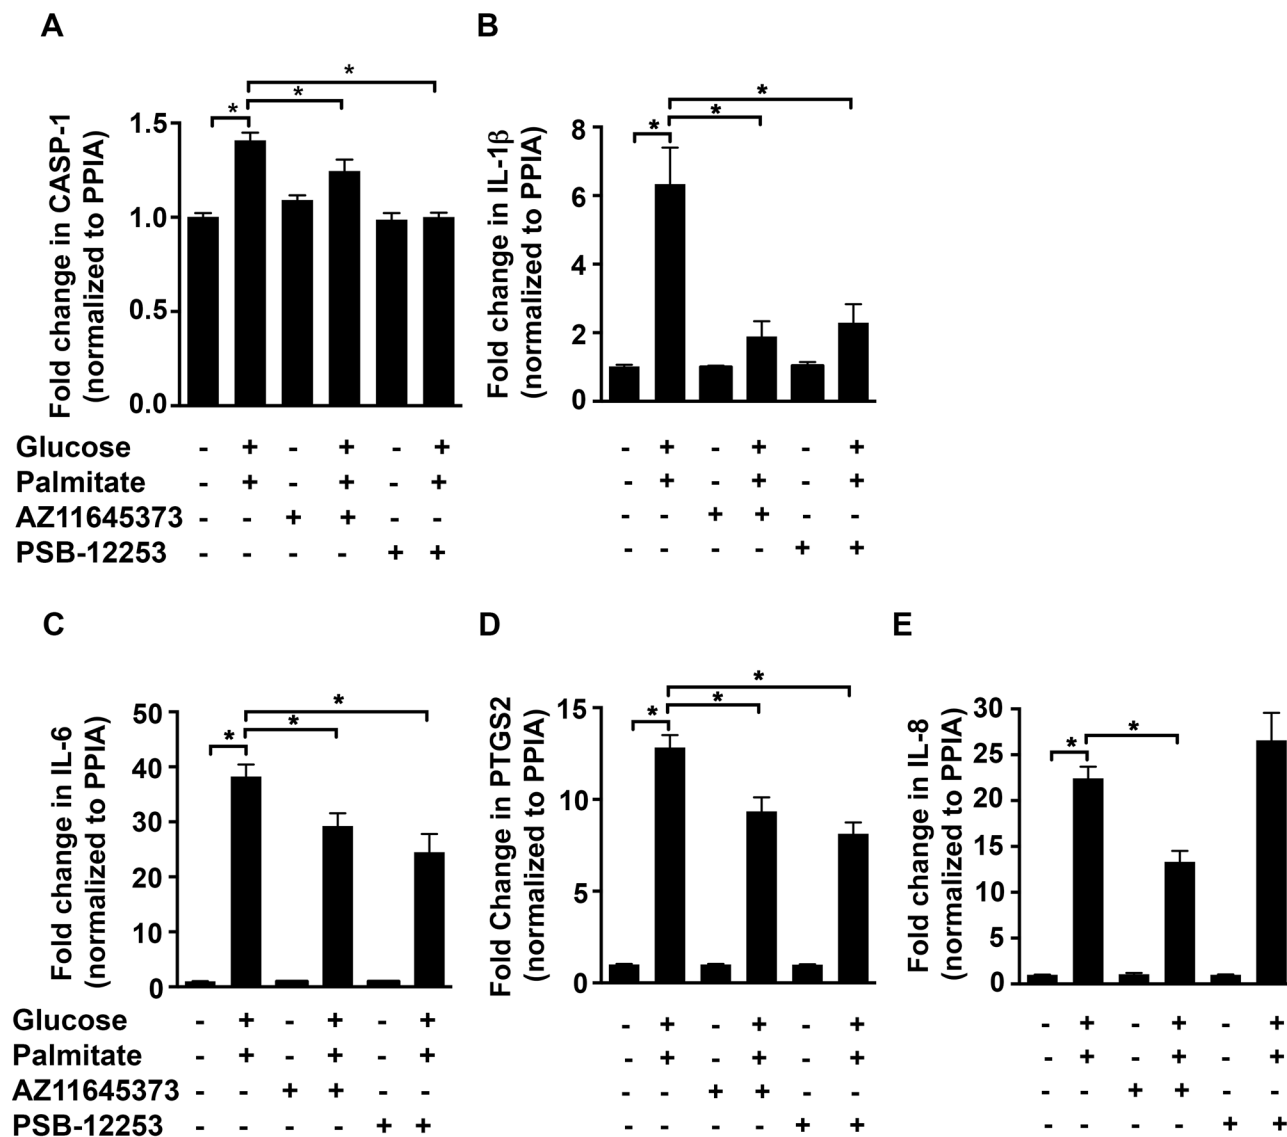 A
B
Fold change in CASP-1
(normalized to PPIA)
1.5
1.0
0.5
0.0
* * *
Fold change in IL-1β
(normalized to PPIA)
8
6
4
2
0
* * *
Glucose - + - + - +
Palmitate - + - + - +
AZ11645373 - - + + - -
PSB-12253 - - - - + +
- + - + - +
- + - + - +
- - + + - -
- - - - + +
C
D
E
Fold change in IL-6
(normalized to PPIA)
50
40
30
20
10
0
* * *
Fold Change in PTGS2
(normalized to PPIA)
15
10
5
0
* * *
Fold change in IL-8
(normalized to PPIA)
30
25
20
15
10
5
0
* *
Glucose - + - + - +
Palmitate - + - + - +
AZ11645373 - - + + - -
PSB-12253 - - - - + +
- + - + - +
- + - + - +
- - + + - -
- - - - + +
- + - + - +
- + - + - +
- - + + - -
- - - - + +